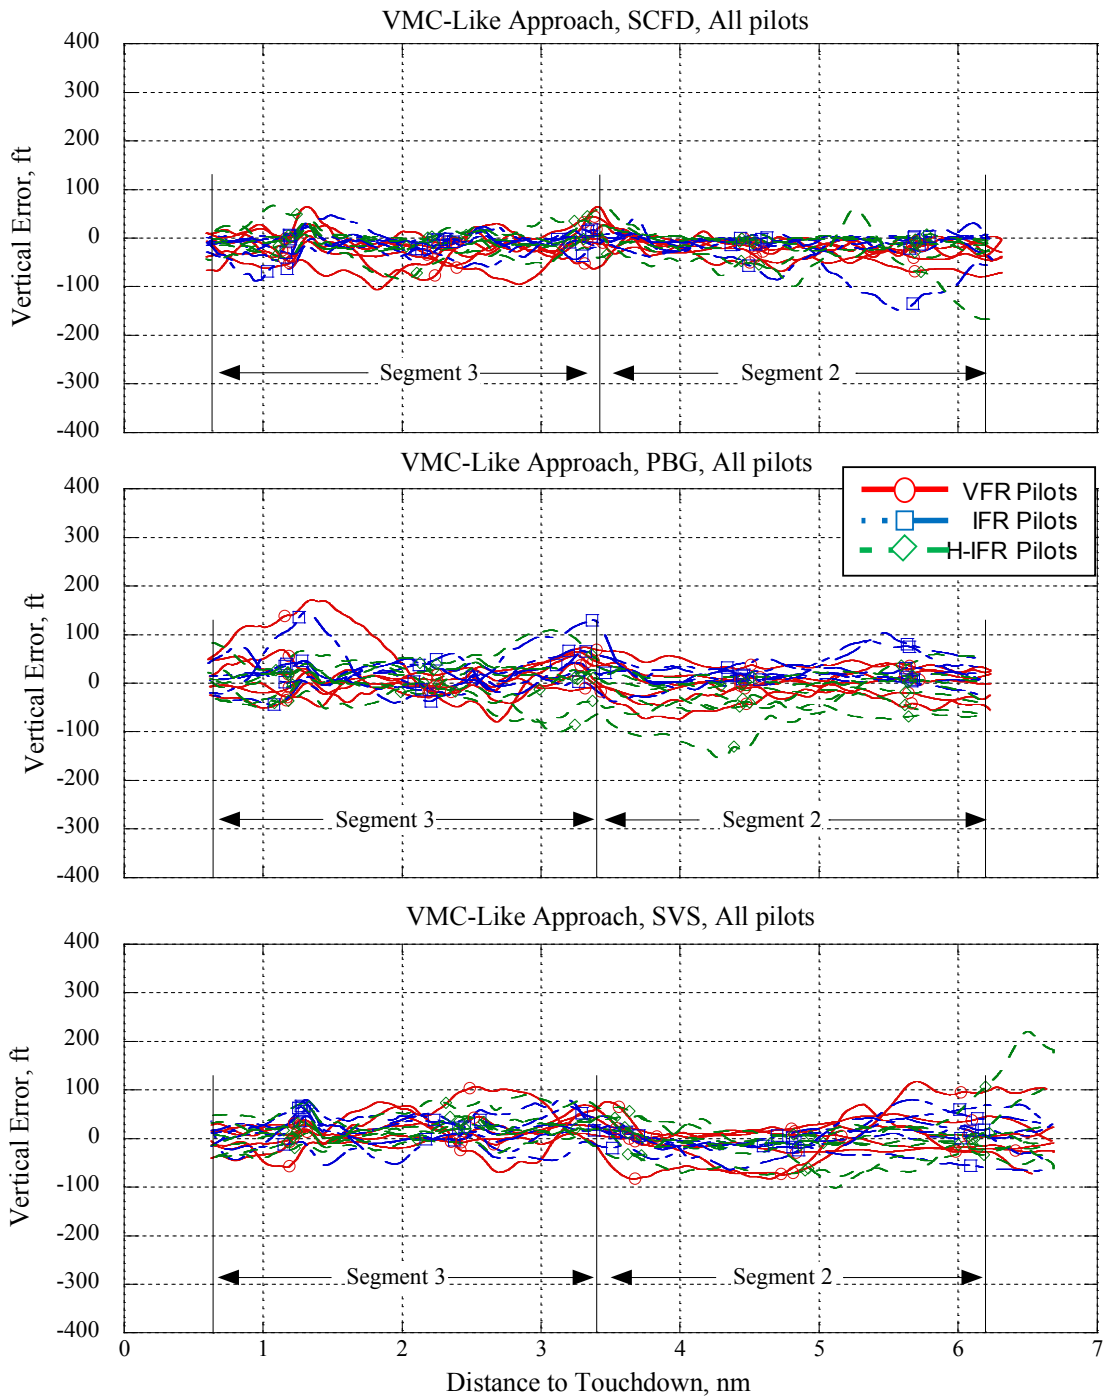 VMC-Like Approach, SCFD, All pilots
400
300
200
100
0
-100
-200
-300
-400
Vertical Error, ft
Segment 3
Segment 2
VMC-Like Approach, PBG, All pilots
400
300
200
100
0
-100
-200
-300
-400
Vertical Error, ft
VFR Pilots
IFR Pilots
H-IFR Pilots
Segment 3
Segment 2
VMC-Like Approach, SVS, All pilots
400
300
200
100
0
-100
-200
-300
-400
Vertical Error, ft
Segment 3
Segment 2
0 1 2 3 4 5 6 7
Distance to Touchdown, nm